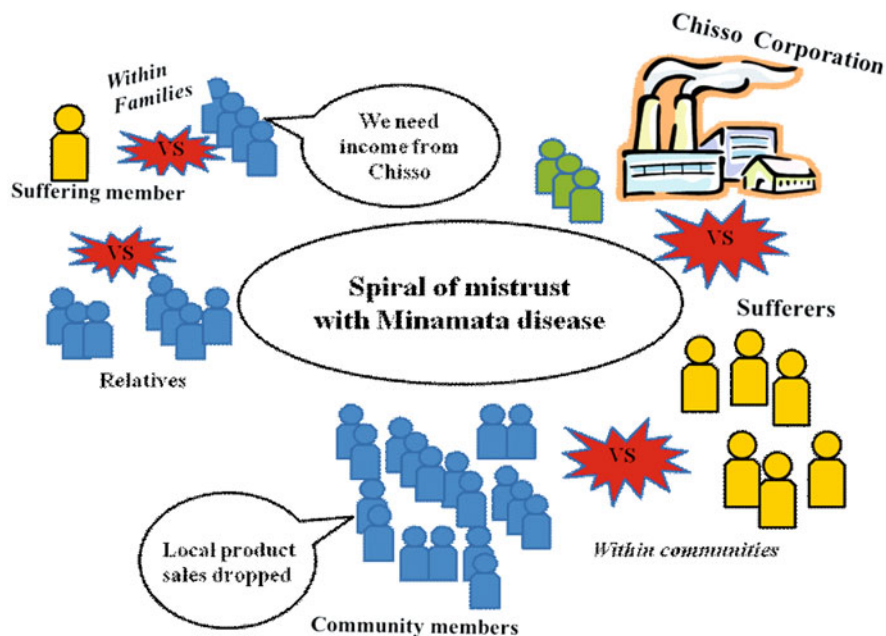 Chisso Corporation
Within
Families
VS
We need
income from
Chisso
Suffering member
VS
VS
Spiral of mistrust
with Minamata disease
Sufferers
Relatives
VS
Local product
sales dropped
Within communities
Community members